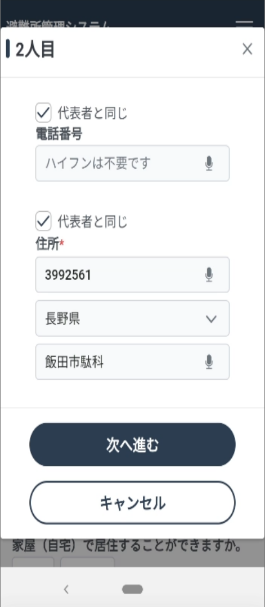 避難所管理システム
2人目
代表者と同じ
電話番号
ハイフンは不要です
代表者と同じ
住所*
3992561
長野県
飯田市駄科
次へ進む
キャンセル
家屋（自宅）で居住することができますか。